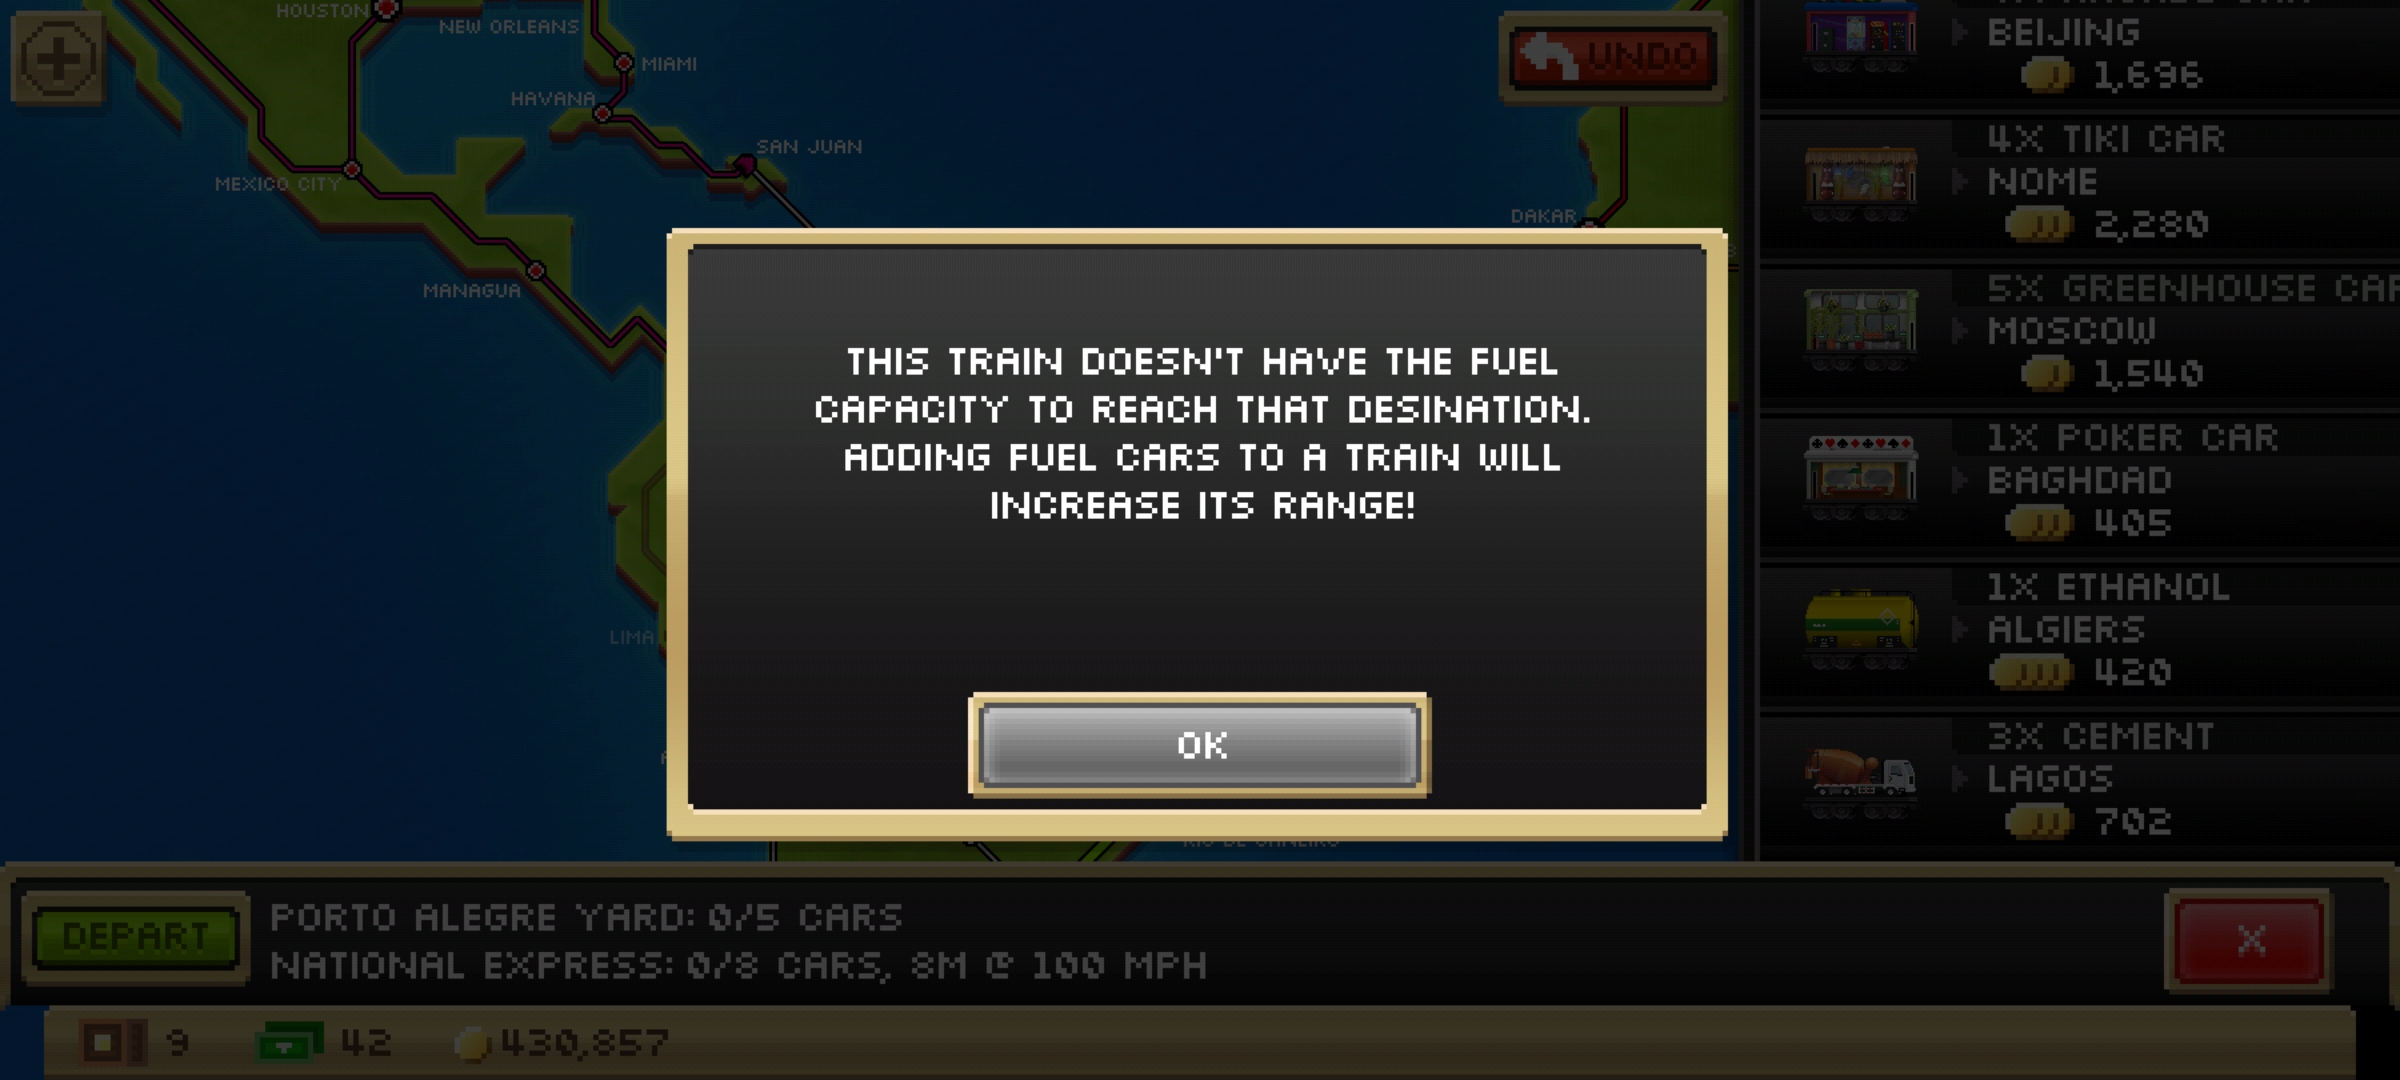 HOUSTON
NEW ORLEANS
MIAMI
HAVANA
SAN JUAN
MEXICO CITY
MANAGUA
DAKAR
LIMA
UNDO
BEIJING
1,696
4X TIKI CAR
NOME
2,280
5X GREENHOUSE CAR
MOSCOW
1,540
1X POKER CAR
BAGHDAD
405
1X ETHANOL
ALGIERS
420
3X CEMENT
LAGOS
702
THIS TRAIN DOESN'T HAVE THE FUEL
CAPACITY TO REACH THAT DESINATION.
ADDING FUEL CARS TO A TRAIN WILL
INCREASE ITS RANGE!
OK
RIO DE JANEIRO
DEPART
PORTO ALEGRE YARD: 0/5 CARS
NATIONAL EXPRESS: 0/8 CARS, 8M @ 100 MPH
X
9
42
430,857